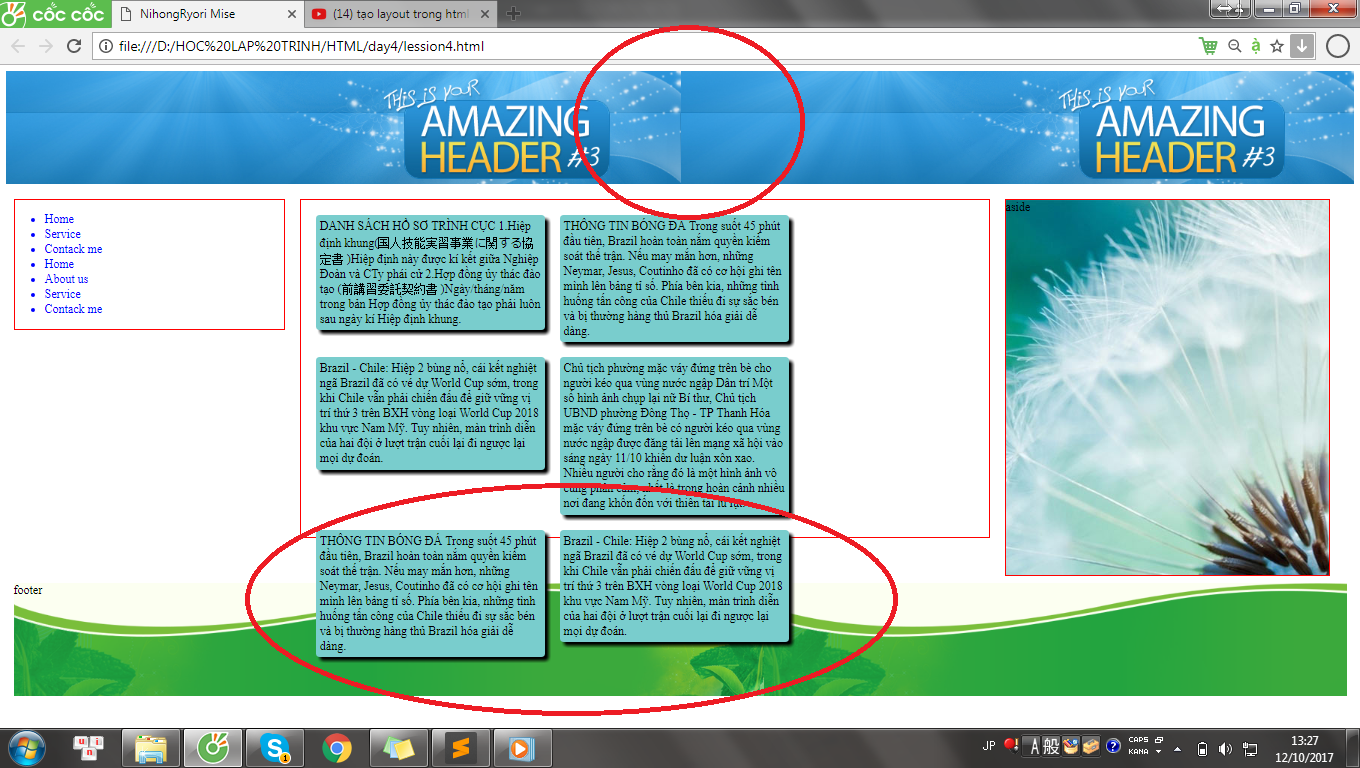 cốc cốc
NihongRyori Mise
(14) tạo layout trong html
file:///D:/HOC%20LAP%20TRINH/HTML/day4/lession4.html
THIS IS YOUR
AMAZING
HEADER #3
THIS IS YOUR
AMAZING
HEADER #3
Home
Service
Contack me
Home
About us
Service
Contack me
DANH SÁCH HỒ SƠ TRÌNH CỤC 1.Hiệp
định khung(国人技能実習事業に関する協
定書 )Hiệp định này được kí kết giữa Nghiệp
Đoàn và CTy phái cử 2.Hợp đồng ủy thác đào
tạo (前講習委託契約書 )Ngày/tháng/năm
trong bản Hợp đồng ủy thác đào tạo phải luôn
sau ngày kí Hiệp định khung.
THÔNG TIN BÓNG ĐÁ Trong suốt 45 phút
đầu tiên, Brazil hoàn toàn nắm quyền kiểm
soát thế trận. Nếu may mắn hơn, những
Neymar, Jesus, Coutinho đã có cơ hội ghi tên
mình lên bảng tỉ số. Phía bên kia, những tình
huống tấn công của Chile thiếu đi sự sắc bén
và bị thường hàng thủ Brazil hóa giải dễ
dàng.
Brazil - Chile: Hiệp 2 bùng nổ, cái kết nghiệt
ngã Brazil đã có vé dự World Cup sớm, trong
khi Chile vẫn phải chiến đấu để giữ vững vị
trí thứ 3 trên BXH vòng loại World Cup 2018
khu vực Nam Mỹ. Tuy nhiên, màn trình diễn
của hai đội ở lượt trận cuối lại đi ngược lại
mọi dự đoán.
Chủ tịch phường mặc váy đứng trên bè cho
người kéo qua vùng nước ngập Dân trí Một
số hình ảnh chụp lại nữ Bí thư, Chủ tịch
UBND phường Đông Thọ - TP Thanh Hóa
mặc váy đứng trên bè có người kéo qua vùng
nước ngập được đăng tải lên mạng xã hội vào
sáng ngày 11/10 khiến dư luận xôn xao.
Nhiều người cho rằng đó là một hình ảnh vô
cùng phản cảm, nhất là trong hoàn cảnh nhiều
nơi đang khốn đốn với thiên tai lũ lụt.
THÔNG TIN BÓNG ĐÁ Trong suốt 45 phút
đầu tiên, Brazil hoàn toàn nắm quyền kiểm
soát thế trận. Nếu may mắn hơn, những
Neymar, Jesus, Coutinho đã có cơ hội ghi tên
mình lên bảng tỉ số. Phía bên kia, những tình
huống tấn công của Chile thiếu đi sự sắc bén
và bị thường hàng thủ Brazil hóa giải dễ
dàng.
Brazil - Chile: Hiệp 2 bùng nổ, cái kết nghiệt
ngã Brazil đã có vé dự World Cup sớm, trong
khi Chile vẫn phải chiến đấu để giữ vững vị
trí thứ 3 trên BXH vòng loại World Cup 2018
khu vực Nam Mỹ. Tuy nhiên, màn trình diễn
của hai đội ở lượt trận cuối lại đi ngược lại
mọi dự đoán.
aside
footer
JP
A 般
CAPS
KANA
13:27
12/10/2017